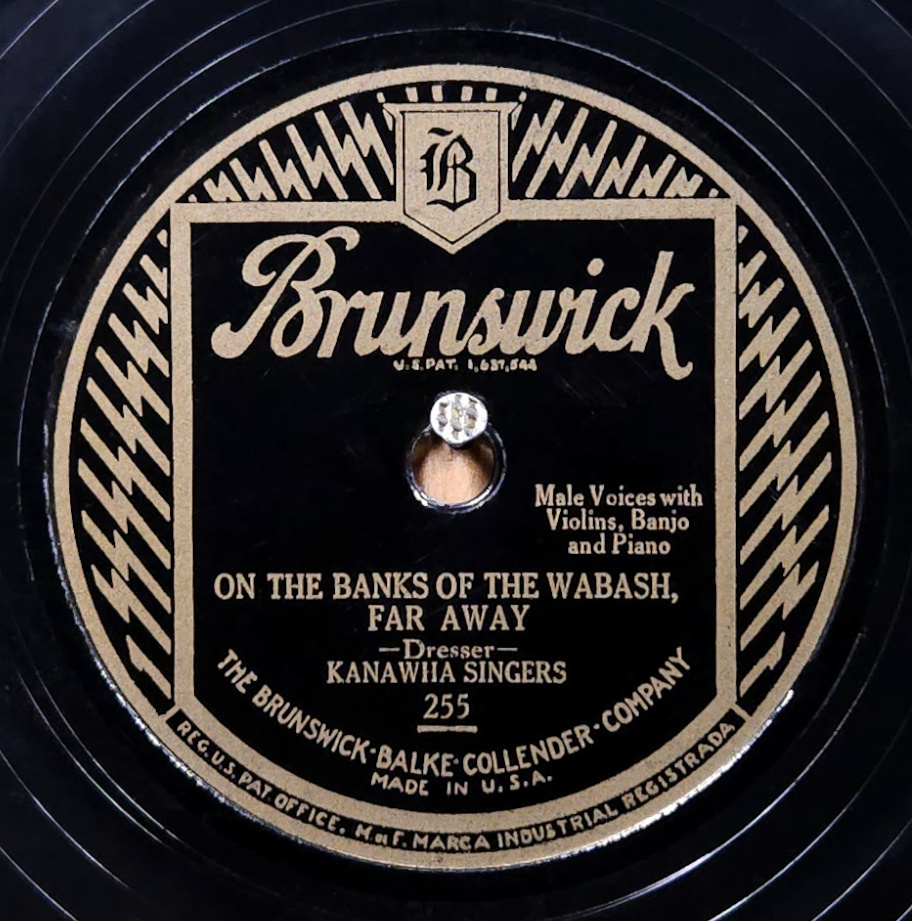 B
Brunswick
U.S. PAT. 1,637,544
Male Voices with
Violins, Banjo
and Piano
ON THE BANKS OF THE WABASH,
FAR AWAY
—Dresser—
KANAWHA SINGERS
255
THE BRUNSWICK·BALKE·COLLENDER·COMPANY
MADE IN U.S.A.
REG. U.S. PAT. OFFICE. M. of F. MARCA INDUSTRIAL REGISTRADA